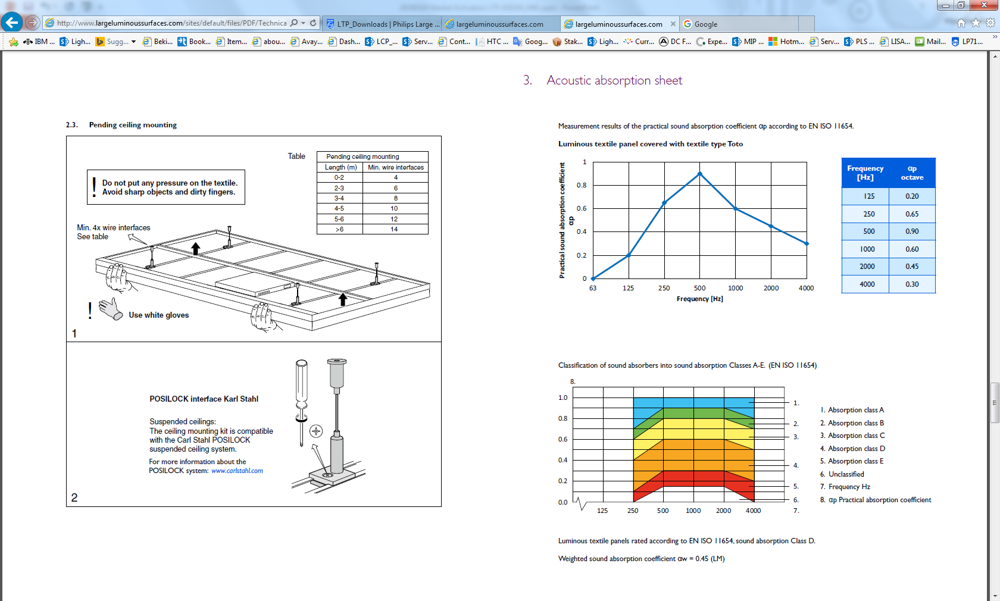 http://www.largeluminoussurfaces.com/sites/default/files/PDF/Technica
LTP_Downloads | Philips Large ...
largeluminoussurfaces.com
largeluminoussurfaces.com
Google
IBM ...
Ligh...
Sugg...
Beki...
Book...
Item...
abou...
Avay...
Dash...
LCP_...
Serv...
Cont...
HTC ...
Goog...
Stak...
Ligh...
Curr...
DC F...
Expe...
MIP ...
Hotm...
Serv...
PLS ...
LISA...
Mail...
LP71...
3. Acoustic absorption sheet
2.3. Pending ceiling mounting
Table
Pending ceiling mounting
Length (m) Min. wire interfaces
0-2 4
2-3 6
3-4 8
4-5 10
5-6 12
>6 14
! Do not put any pressure on the textile.
Avoid sharp objects and dirty fingers.
Min. 4x wire interfaces
See table
! Use white gloves
1
POSILOCK interface Karl Stahl
Suspended ceilings:
The ceiling mounting kit is compatible
with the Carl Stahl POSILOCK
suspended ceiling system.
For more information about the
POSILOCK system: www.carlstahl.com
2
Measurement results of the practical sound absorption coefficient αp according to EN ISO 11654.
Luminous textile panel covered with textile type Toto
Practical sound absorption coefficient
αp
1
0.8
0.6
0.4
0.2
0
63 125 250 500 1000 2000 4000
Frequency [Hz]
Frequency αp
[Hz] octave
125 0.20
250 0.65
500 0.90
1000 0.60
2000 0.45
4000 0.30
Classification of sound absorbers into sound absorption Classes A-E. (EN ISO 11654)
8.
1.0
0.8
0.6
0.4
0.2
0.0
125 250 500 1000 2000 4000
1.
2.
3.
4.
5.
6.
7.
1. Absorption class A
2. Absorption class B
3. Absorption class C
4. Absorption class D
5. Absorption class E
6. Unclassified
7. Frequency Hz
8. αp Practical absorption coefficient
Luminous textile panels rated according to EN ISO 11654, sound absorption Class D.
Weighted sound absorption coefficient αw = 0.45 (LM)